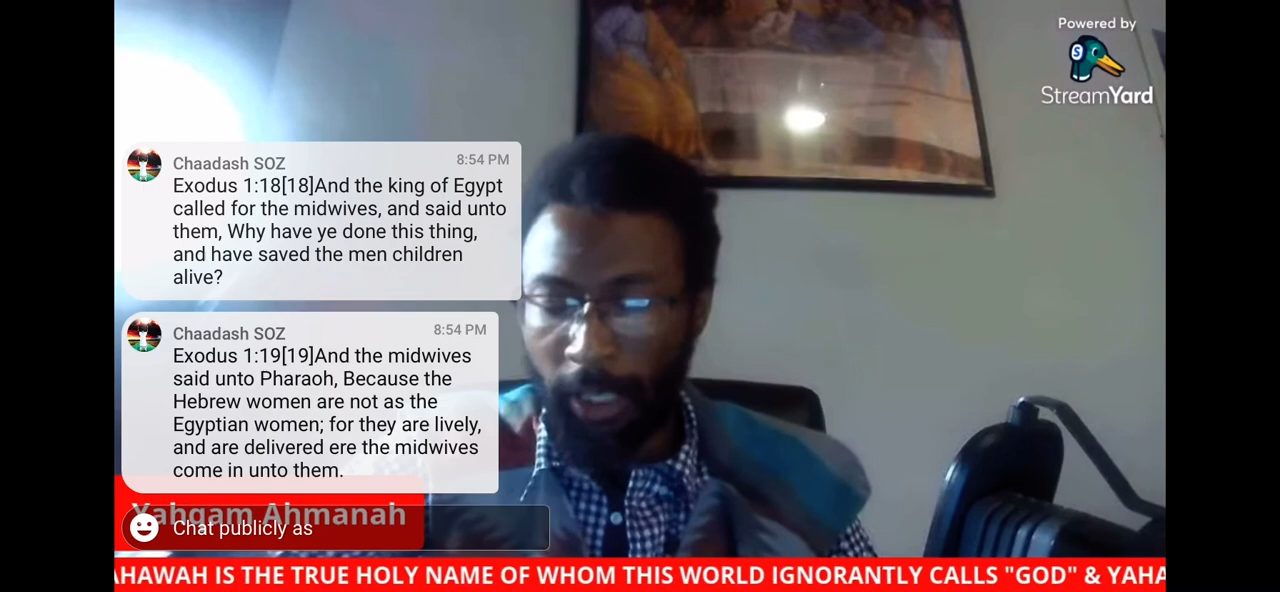 Powered by
StreamYard
Chaadash SOZ 8:54 PM
Exodus 1:18[18]And the king of Egypt
called for the midwives, and said unto
them, Why have ye done this thing,
and have saved the men children
alive?
Chaadash SOZ 8:54 PM
Exodus 1:19[19]And the midwives
said unto Pharaoh, Because the
Hebrew women are not as the
Egyptian women; for they are lively,
and are delivered ere the midwives
come in unto them.
Yahqam Ahmanah
Chat publicly as
AHAWAH IS THE TRUE HOLY NAME OF WHOM THIS WORLD IGNORANTLY CALLS "GOD" & YAHA